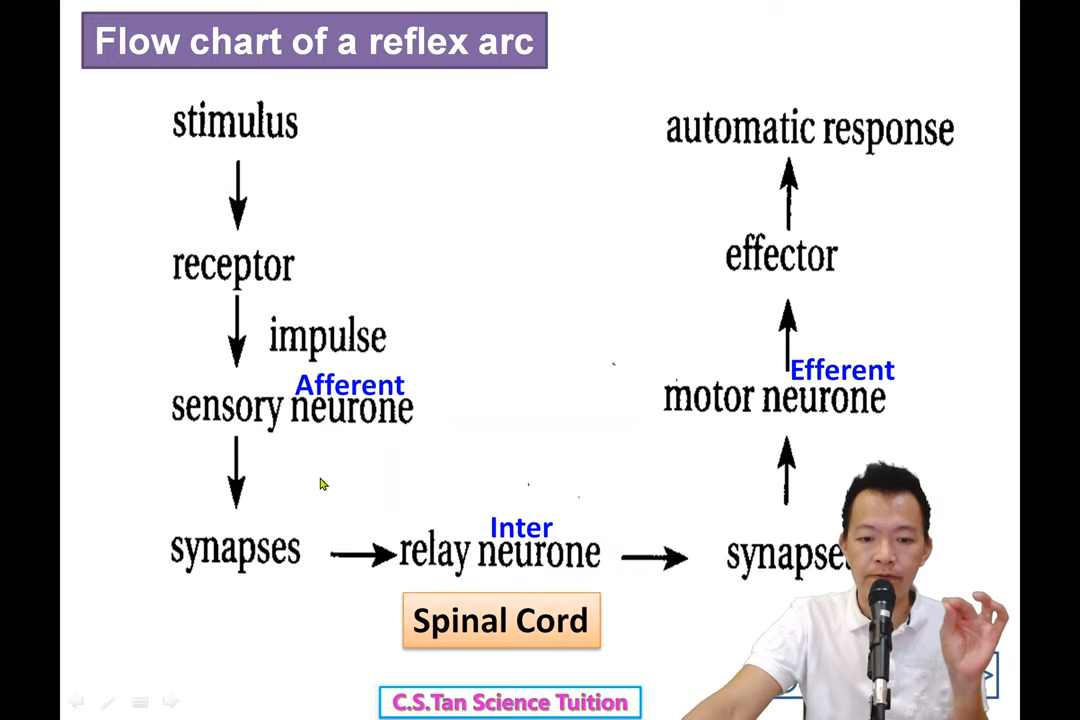 Flow chart of a reflex arc
stimulus
receptor
impulse
Afferent
sensory neurone
synapses
Inter
relay neurone
Spinal Cord
automatic response
effector
Efferent
motor neurone
C.S.Tan Science Tuition